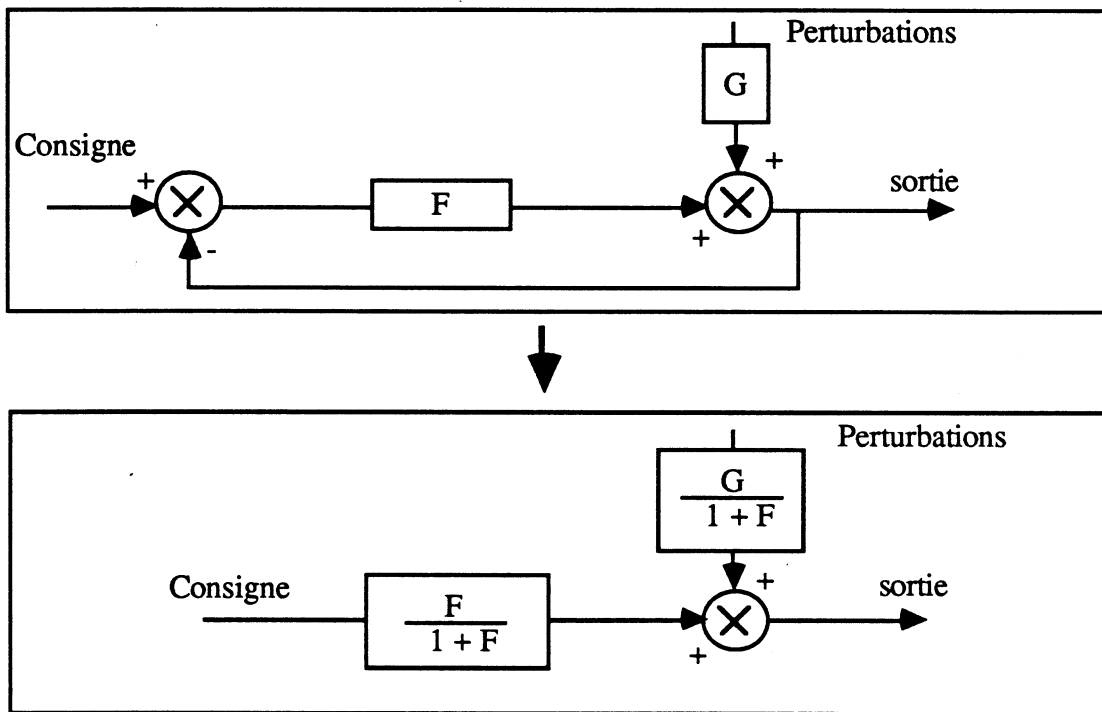 Perturbations
G
Consigne
+
+
sortie
F
+
-
Perturbations
G
1 + F
Consigne
+
sortie
F
1 + F
+